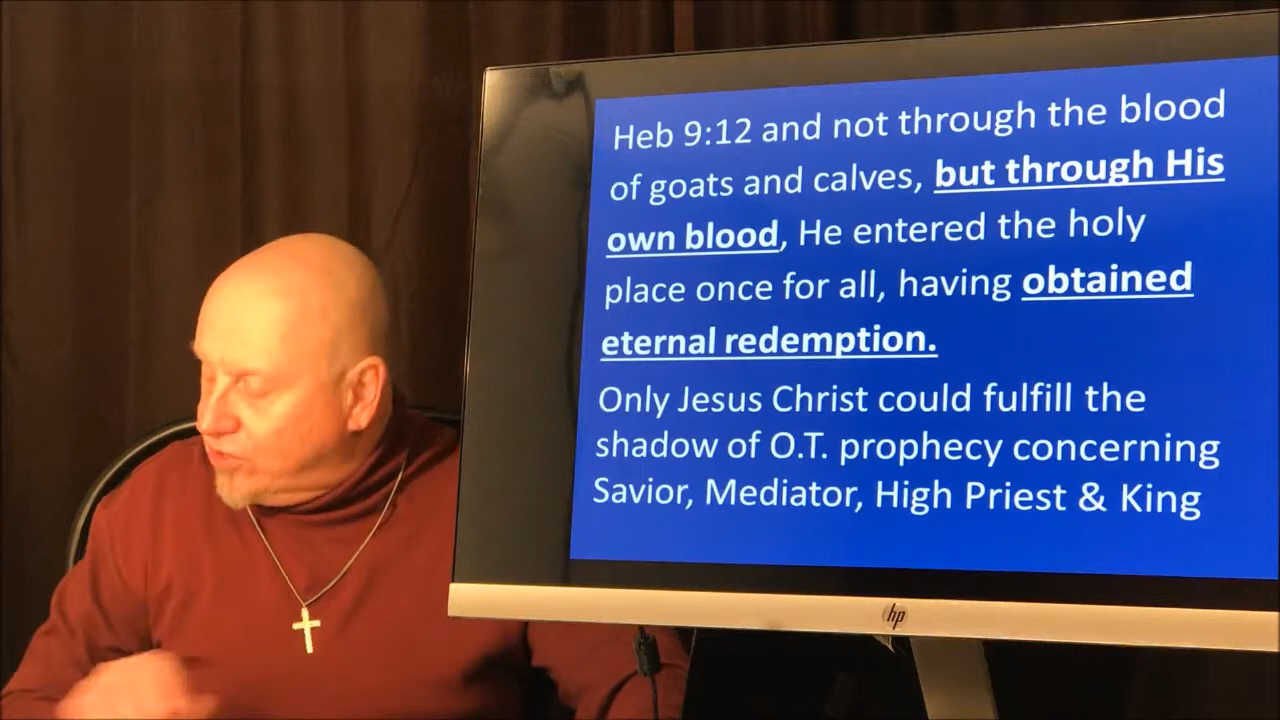 Heb 9:12 and not through the blood
of goats and calves, but through His
own blood, He entered the holy
place once for all, having obtained
eternal redemption.
Only Jesus Christ could fulfill the
shadow of O.T. prophecy concerning
Savior, Mediator, High Priest & King
hp